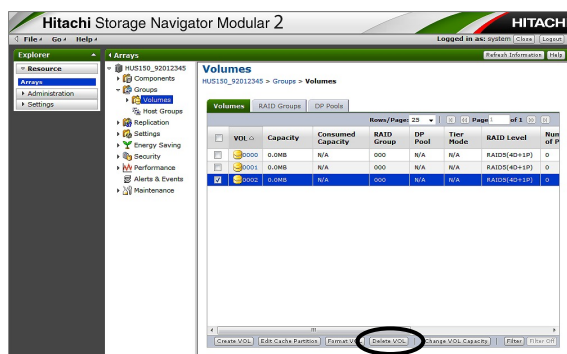 Hitachi Storage Navigator Modular 2
HITACH
File Go Help
Logged in as: system Close Logout
Explorer
Arrays
Refresh Information Help
Resource
Arrays
Administration
Settings
HUS150_92012345
Components
Groups
Volumes
Host Groups
Replication
Settings
Energy Saving
Security
Performance
Alerts & Events
Maintenance
Volumes
HUS150_92012345 > Groups > Volumes
Volumes RAID Groups DP Pools
Rows/Page: 25 Page 1 of 1
VOL Capacity Consumed Capacity RAID Group DP Pool Tier Mode RAID Level Num of P
0000 0.0MB N/A 000 N/A N/A RAID5(4D+1P) 0
0001 0.0MB N/A 000 N/A N/A RAID5(4D+1P) 0
0002 0.0MB N/A 000 N/A N/A RAID5(4D+1P) 0
Create VOL Edit Cache Partition Format VOL Delete VOL Change VOL Capacity Filter Filter Off